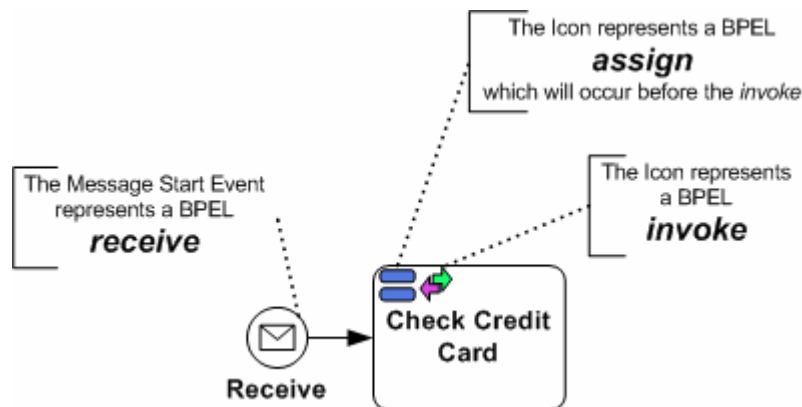 The Icon represents a BPEL
assign
which will occur before the invoke
The Message Start Event
represents a BPEL
receive
The Icon represents
a BPEL
invoke
Check Credit
Card
Receive